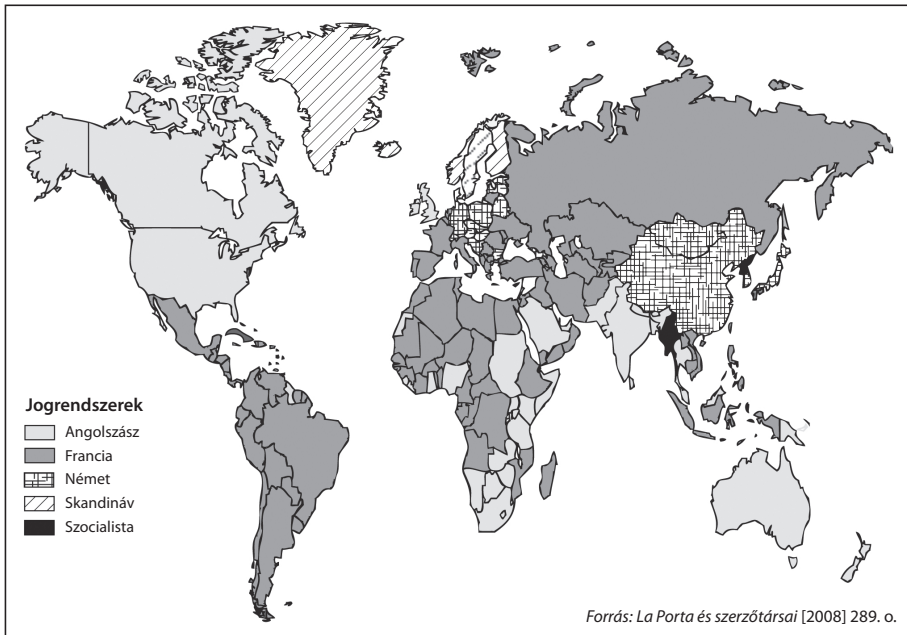 Jogrendszerek
Angolszász
Francia
Német
Skandináv
Szocialista
Forrás: La Porta és szerzőtársai [2008] 289. o.